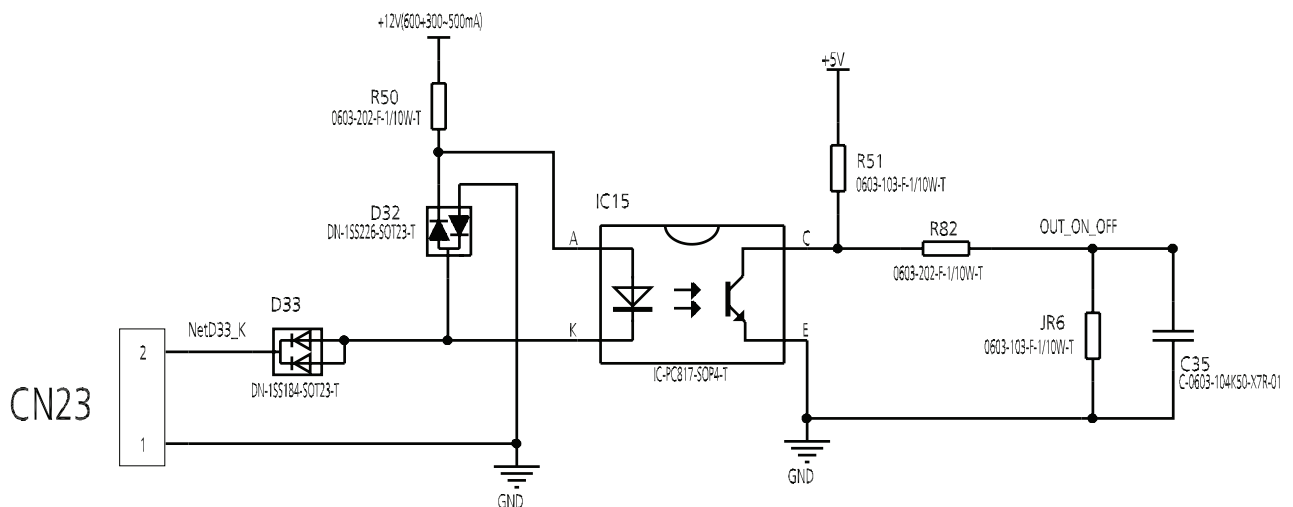 +12V(600+300~500mA)
R50
0603-202-F-1/10W-T
D32
DN-1SS226-SOT23-T
D33
NetD33_K
DN-1SS184-SOT23-T
CN23
2
1
GND
IC15
A
K
C
E
IC-PC817-SOP4-T
+5V
R51
0603-103-F-1/10W-T
R82
0603-202-F-1/10W-T
OUT_ON_OFF
JR6
0603-103-F-1/10W-T
C35
C-0603-104K50-X7R-01
GND